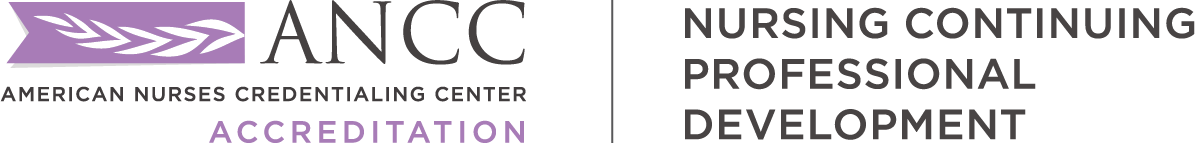 ANCC
AMERICAN NURSES CREDENTIALING CENTER
ACCREDITATION
NURSING CONTINUING
PROFESSIONAL
DEVELOPMENT